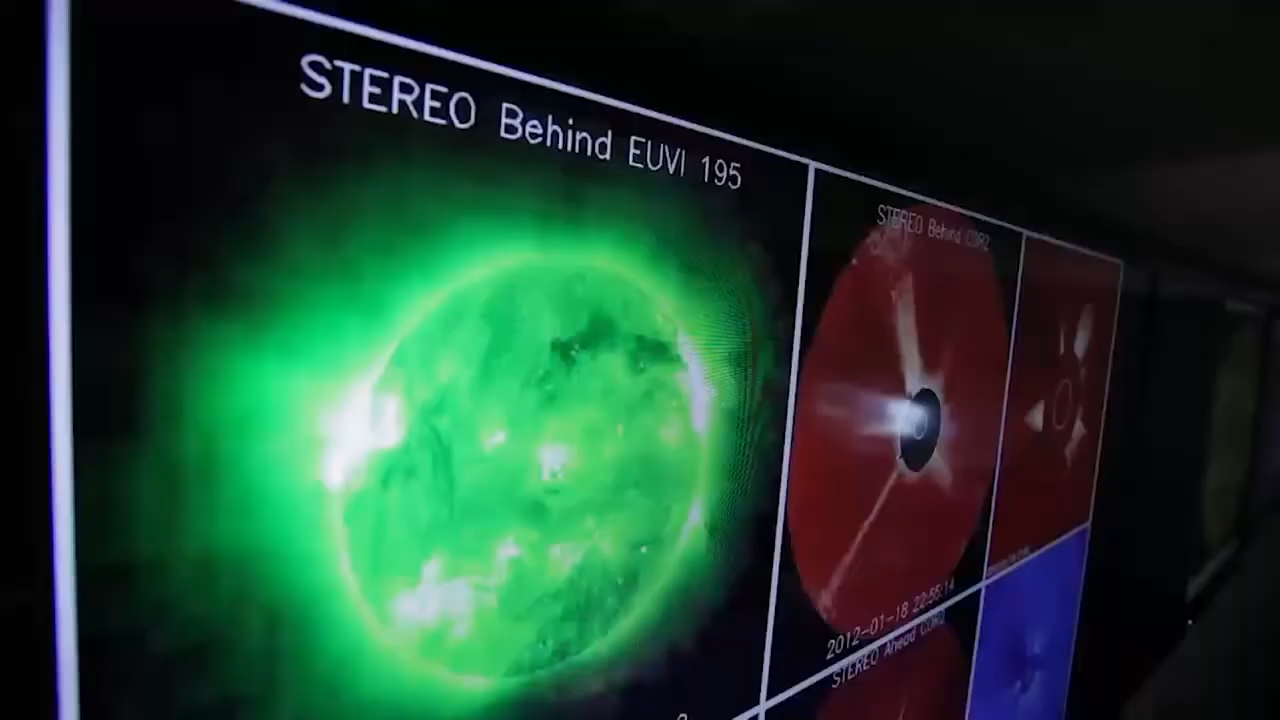 STEREO Behind EUVI 195
STEREO Behind COR2
2012-01-18 22:55:14
STEREO Ahead COR2